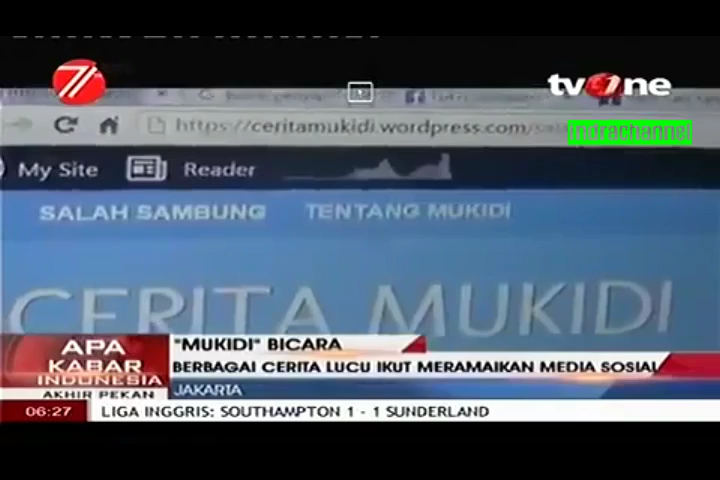 71
tvOne
https://ceritamukidi.wordpress.com/
My Site
Reader
SALAH SAMBUNG
TENTANG MUKIDI
CERITA MUKIDI
APA
KABAR
INDONESIA
AKHIR PEKAN
"MUKIDI" BICARA
BERBAGAI CERITA LUCU IKUT MERAMAIKAN MEDIA SOSIAL
JAKARTA
06:27
LIGA INGGRIS: SOUTHAMPTON 1 - 1 SUNDERLAND